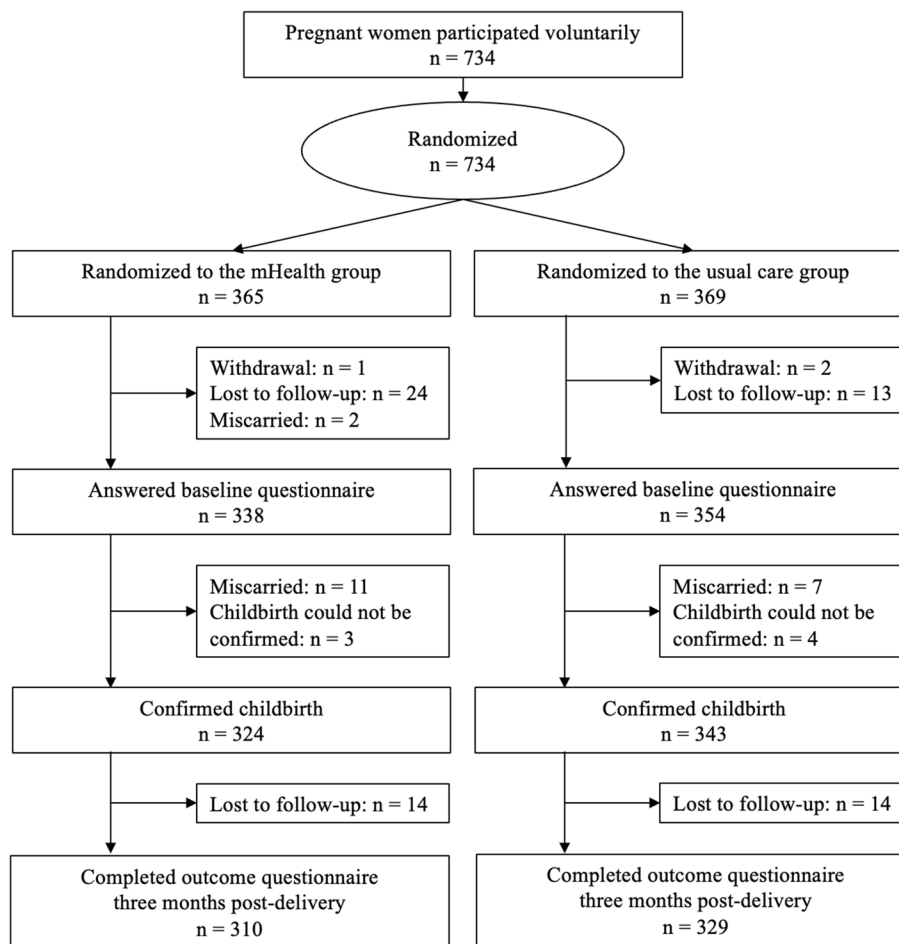 Pregnant women participated voluntarily
n = 734
Randomized
n = 734
Randomized to the mHealth group
n = 365
Randomized to the usual care group
n = 369
Withdrawal: n = 1
Lost to follow-up: n = 24
Miscarried: n = 2
Withdrawal: n = 2
Lost to follow-up: n = 13
Answered baseline questionnaire
n = 338
Answered baseline questionnaire
n = 354
Miscarried: n = 11
Childbirth could not be
confirmed: n = 3
Miscarried: n = 7
Childbirth could not be
confirmed: n = 4
Confirmed childbirth
n = 324
Confirmed childbirth
n = 343
Lost to follow-up: n = 14
Lost to follow-up: n = 14
Completed outcome questionnaire
three months post-delivery
n = 310
Completed outcome questionnaire
three months post-delivery
n = 329